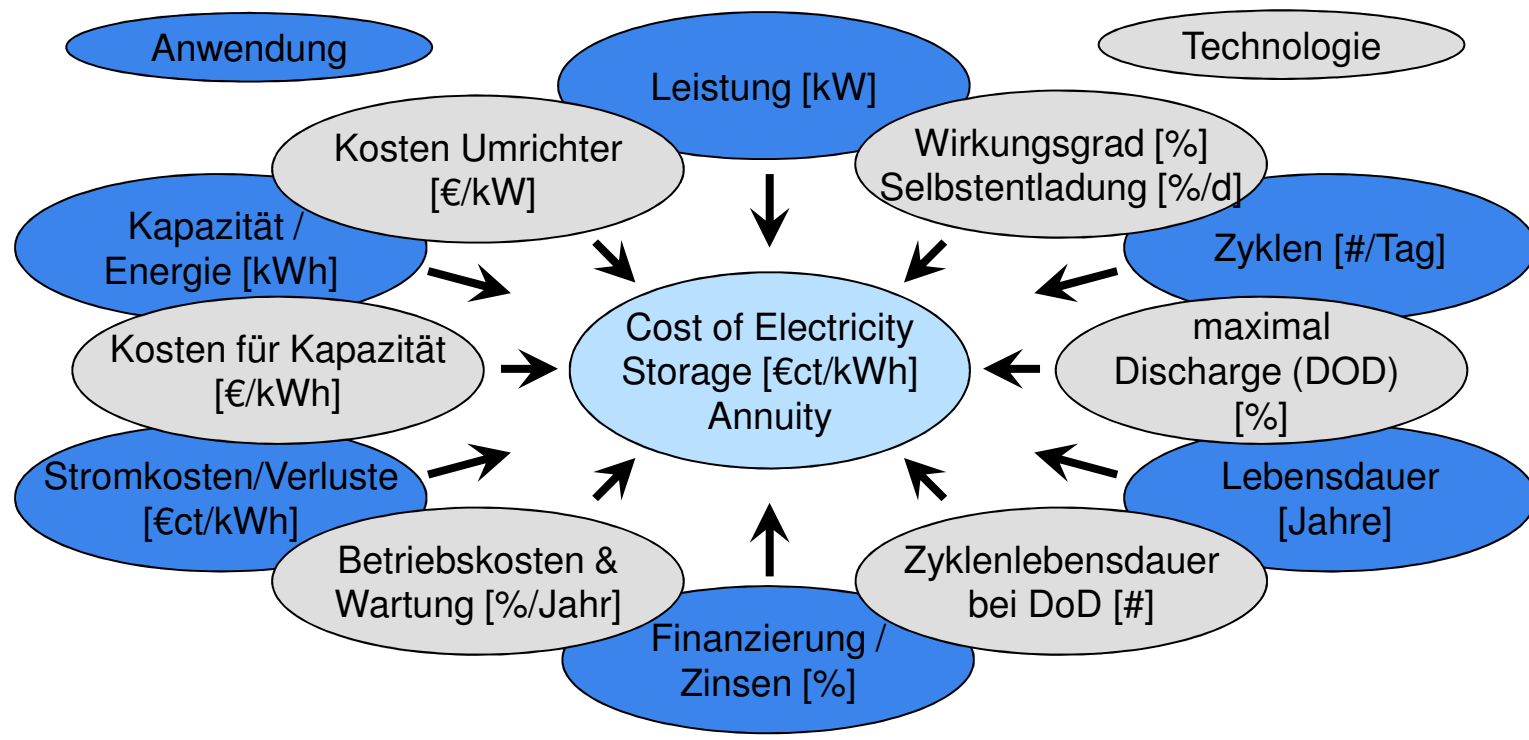 Anwendung
Technologie
Leistung [kW]
Kosten Umrichter
[€/kW]
Wirkungsgrad [%]
Selbstentladung [%/d]
Kapazität /
Energie [kWh]
Zyklen [#/Tag]
Kosten für Kapazität
[€/kWh]
Cost of Electricity
Storage [€ct/kWh]
Annuity
maximal
Discharge (DOD)
[%]
Stromkosten/Verluste
[€ct/kWh]
Lebensdauer
[Jahre]
Betriebskosten &
Wartung [%/Jahr]
Zyklenlebensdauer
bei DoD [#]
Finanzierung /
Zinsen [%]